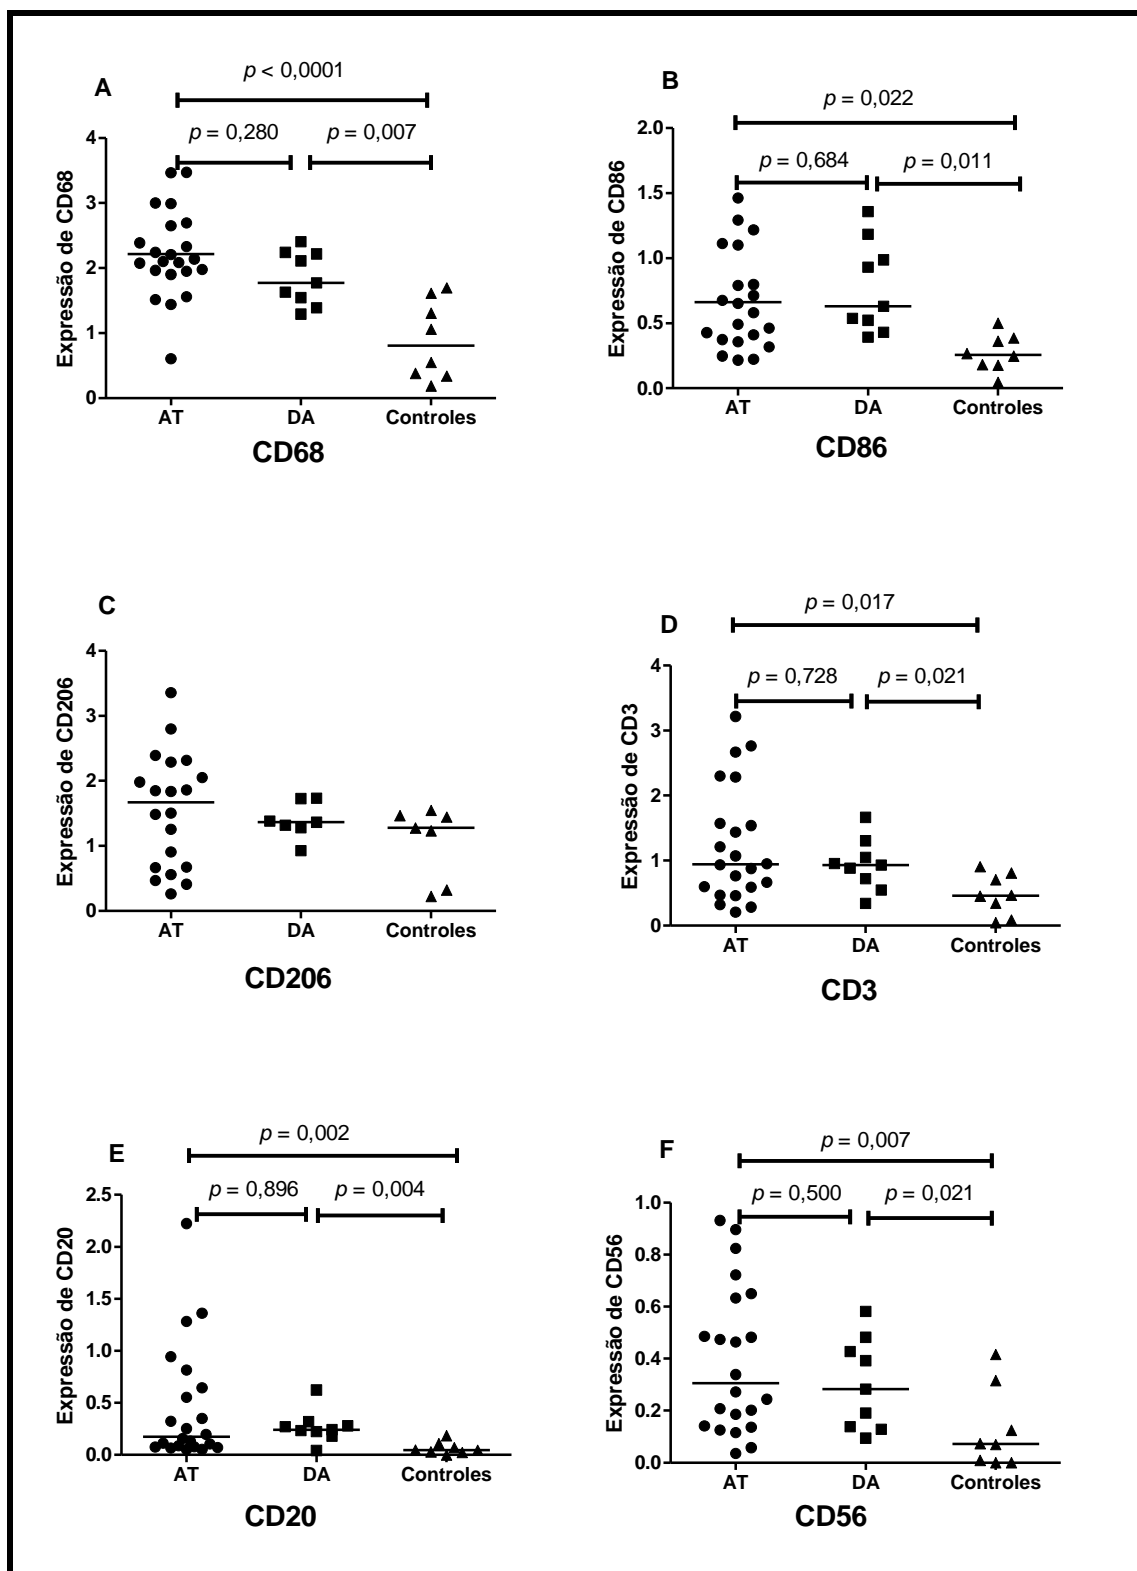 A
p < 0,0001
p = 0,280
p = 0,007
Expressão de CD68
4
3
2
1
0
AT
DA
Controles
CD68
B
p = 0,022
p = 0,684
p = 0,011
Expressão de CD86
2.0
1.5
1.0
0.5
0.0
AT
DA
Controles
CD86
C
Expressão de CD206
4
3
2
1
0
AT
DA
Controles
CD206
D
p = 0,017
p = 0,728
p = 0,021
Expressão de CD3
4
3
2
1
0
AT
DA
Controles
CD3
E
p = 0,002
p = 0,896
p = 0,004
Expressão de CD20
2.5
2.0
1.5
1.0
0.5
0.0
AT
DA
Controles
CD20
F
p = 0,007
p = 0,500
p = 0,021
Expressão de CD56
1.0
0.8
0.6
0.4
0.2
0.0
AT
DA
Controles
CD56